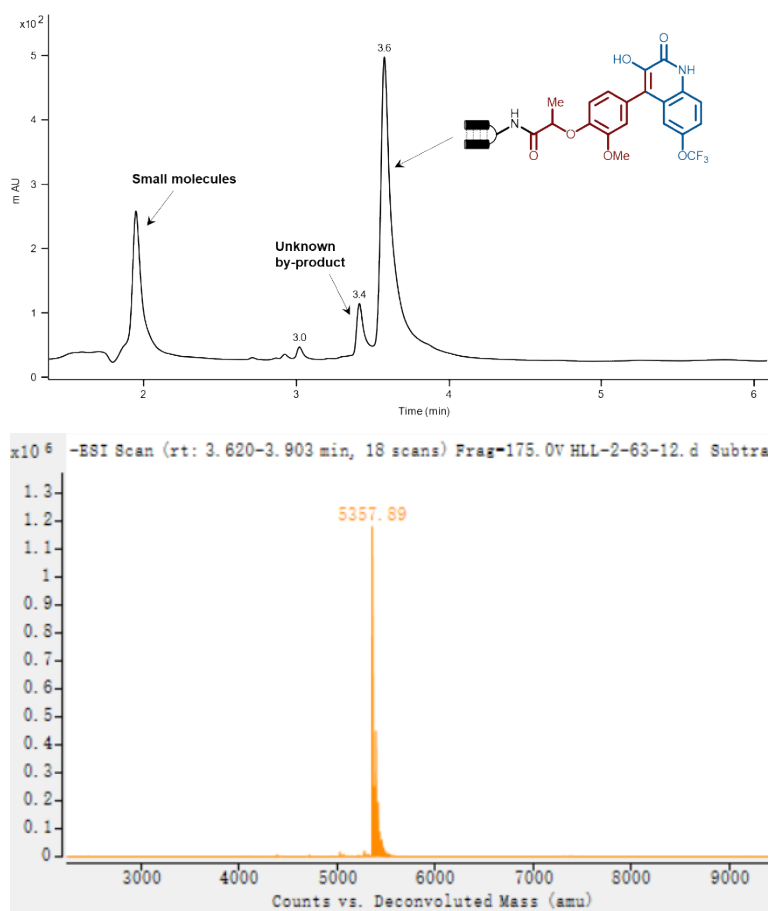 x10²
5
4
3
2
1
0
m AU
Small molecules
Unknown
by-product
3.0
3.4
3.6
2
3
4
5
6
Time (min)
H
N
O
Me
O
OMe
HO
O
NH
OCF₃
x10⁶ -ESI Scan (rt: 3.620-3.903 min, 18 scans) Frag=175.0V HLL-2-63-12.d Subtra
1.3
1.2
1.1
1
0.9
0.8
0.7
0.6
0.5
0.4
0.3
0.2
0.1
0
5357.89
3000 4000 5000 6000 7000 8000 9000
Counts vs. Deconvoluted Mass (amu)